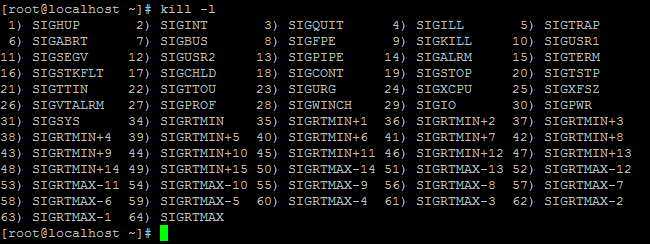 [root@localhost ~]# kill -l
 1) SIGHUP       2) SIGINT       3) SIGQUIT      4) SIGILL       5) SIGTRAP
 6) SIGABRT      7) SIGBUS       8) SIGFPE       9) SIGKILL     10) SIGUSR1
11) SIGSEGV     12) SIGUSR2     13) SIGPIPE     14) SIGALRM     15) SIGTERM
16) SIGSTKFLT   17) SIGCHLD     18) SIGCONT     19) SIGSTOP     20) SIGTSTP
21) SIGTTIN     22) SIGTTOU     23) SIGURG      24) SIGXCPU     25) SIGXFSZ
26) SIGVTALRM   27) SIGPROF     28) SIGWINCH    29) SIGIO       30) SIGPWR
31) SIGSYS      34) SIGRTMIN    35) SIGRTMIN+1  36) SIGRTMIN+2  37) SIGRTMIN+3
38) SIGRTMIN+4  39) SIGRTMIN+5  40) SIGRTMIN+6  41) SIGRTMIN+7  42) SIGRTMIN+8
43) SIGRTMIN+9  44) SIGRTMIN+10 45) SIGRTMIN+11 46) SIGRTMIN+12 47) SIGRTMIN+13
48) SIGRTMIN+14 49) SIGRTMIN+15 50) SIGRTMAX-14 51) SIGRTMAX-13 52) SIGRTMAX-12
53) SIGRTMAX-11 54) SIGRTMAX-10 55) SIGRTMAX-9  56) SIGRTMAX-8  57) SIGRTMAX-7
58) SIGRTMAX-6  59) SIGRTMAX-5  60) SIGRTMAX-4  61) SIGRTMAX-3  62) SIGRTMAX-2
63) SIGRTMAX-1  64) SIGRTMAX
[root@localhost ~]#